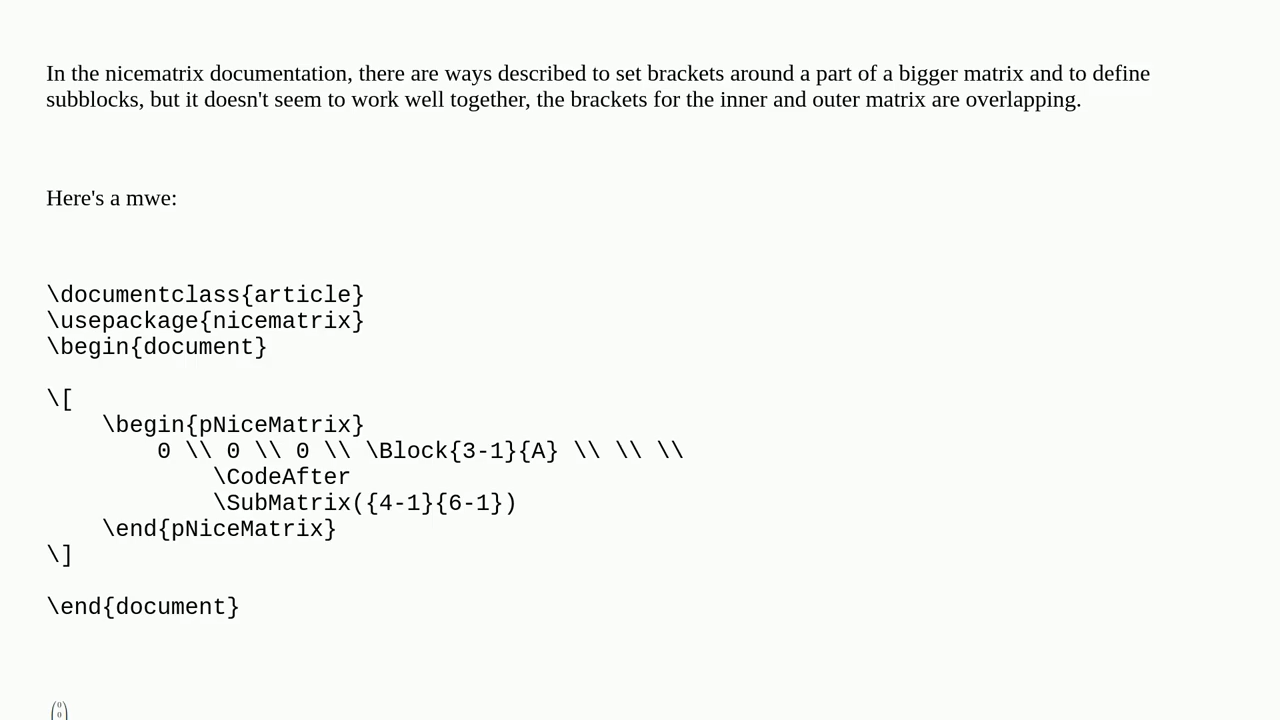 In the nicematrix documentation, there are ways described to set brackets around a part of a bigger matrix and to define
subblocks, but it doesn't seem to work well together, the brackets for the inner and outer matrix are overlapping.
Here's a mwe:
\documentclass{article}
\usepackage{nicematrix}
\begin{document}
\[
    \begin{pNiceMatrix}
        0 \\ 0 \\ 0 \\ \Block{3-1}{A} \\ \\ \\
            \CodeAfter
            \SubMatrix({4-1}{6-1})
    \end{pNiceMatrix}
\]
\end{document}
0
0